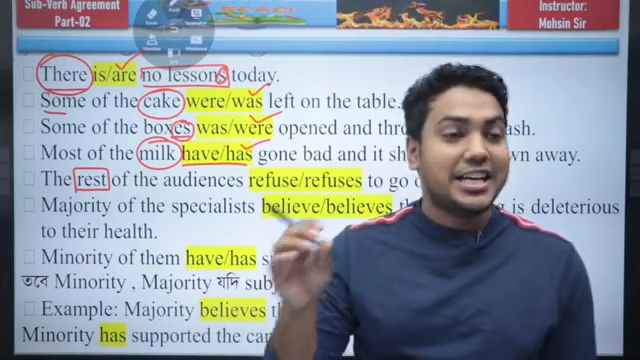 Sub-Verb Agreement
Part-02
Instructor:
Mohsin Sir
There is/are no lessons today.
Some of the cake were/was left on the table.
Some of the boxes was/were opened and ash.
Most of the milk have/has gone bad and it away.
The rest of the audiences refuse/refuses to go
Majority of the specialists believe/believes is deleterious
to their health.
Minority of them have/has
তবে Minority , Majority যদি
Example: Majority believes
Minority has supported the